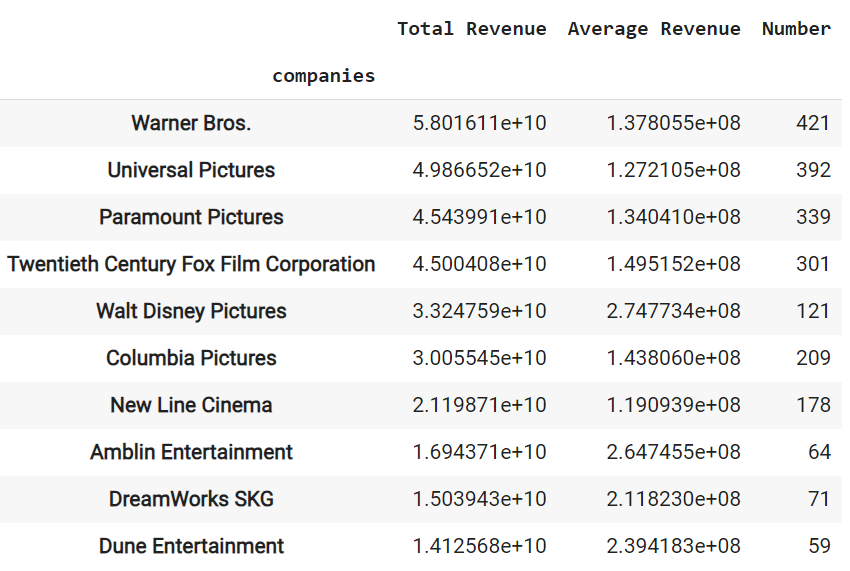 Total Revenue Average Revenue Number
companies
Warner Bros. 5.801611e+10 1.378055e+08 421
Universal Pictures 4.986652e+10 1.272105e+08 392
Paramount Pictures 4.543991e+10 1.340410e+08 339
Twentieth Century Fox Film Corporation 4.500408e+10 1.495152e+08 301
Walt Disney Pictures 3.324759e+10 2.747734e+08 121
Columbia Pictures 3.005545e+10 1.438060e+08 209
New Line Cinema 2.119871e+10 1.190939e+08 178
Amblin Entertainment 1.694371e+10 2.647455e+08 64
DreamWorks SKG 1.503943e+10 2.118230e+08 71
Dune Entertainment 1.412568e+10 2.394183e+08 59